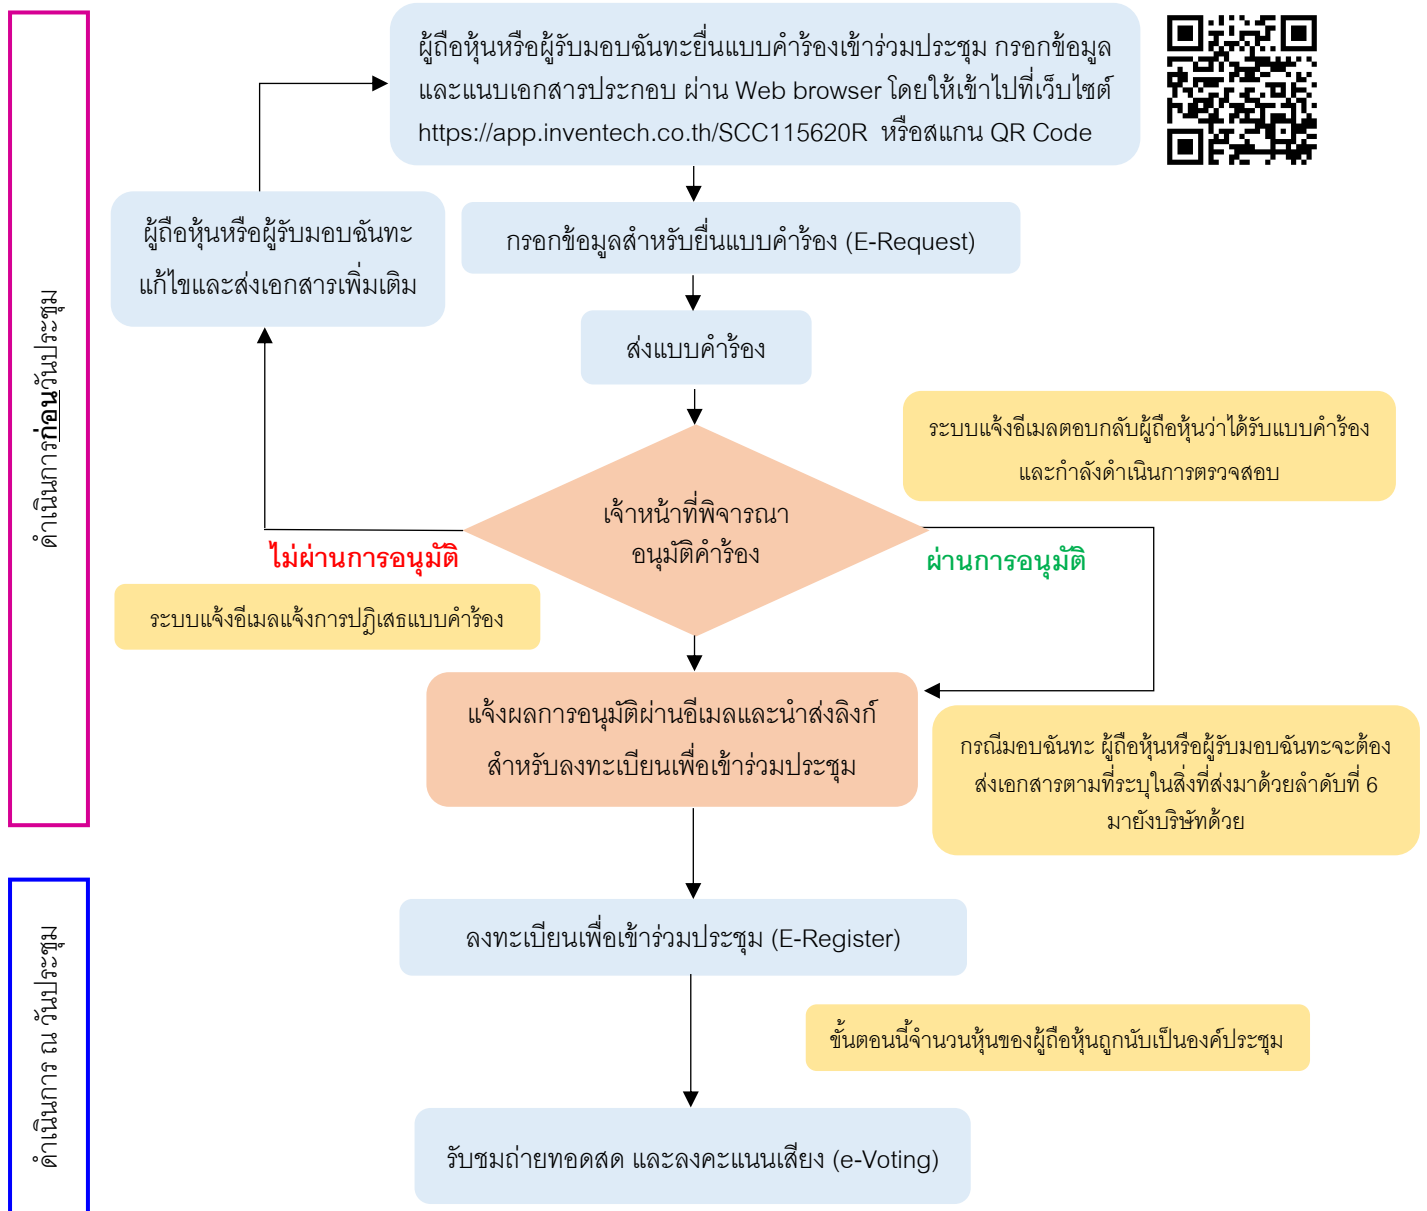 ดำเนินการก่อนวันประชุม
ผู้ถือหุ้นหรือผู้รับมอบฉันทะยื่นแบบคำร้องเข้าร่วมประชุม กรอกข้อมูล
และแนบเอกสารประกอบ ผ่าน Web browser โดยให้เข้าไปที่เว็บไซต์
https://app.inventech.co.th/SCC115620R หรือสแกน QR Code
ผู้ถือหุ้นหรือผู้รับมอบฉันทะ
แก้ไขและส่งเอกสารเพิ่มเติม
กรอกข้อมูลสำหรับยื่นแบบคำร้อง (E-Request)
ส่งแบบคำร้อง
ระบบแจ้งอีเมลตอบกลับผู้ถือหุ้นว่าได้รับแบบคำร้อง
และกำลังดำเนินการตรวจสอบ
เจ้าหน้าที่พิจารณา
อนุมัติคำร้อง
ไม่ผ่านการอนุมัติ
ผ่านการอนุมัติ
ระบบแจ้งอีเมลแจ้งการปฏิเสธแบบคำร้อง
แจ้งผลการอนุมัติผ่านอีเมลและนำส่งลิงก์
สำหรับลงทะเบียนเพื่อเข้าร่วมประชุม
กรณีมอบฉันทะ ผู้ถือหุ้นหรือผู้รับมอบฉันทะจะต้อง
ส่งเอกสารตามที่ระบุในสิ่งที่ส่งมาด้วยลำดับที่ 6
มายังบริษัทด้วย
ดำเนินการ ณ วันประชุม
ลงทะเบียนเพื่อเข้าร่วมประชุม (E-Register)
ขั้นตอนนี้จำนวนหุ้นของผู้ถือหุ้นถูกนับเป็นองค์ประชุม
รับชมถ่ายทอดสด และลงคะแนนเสียง (e-Voting)